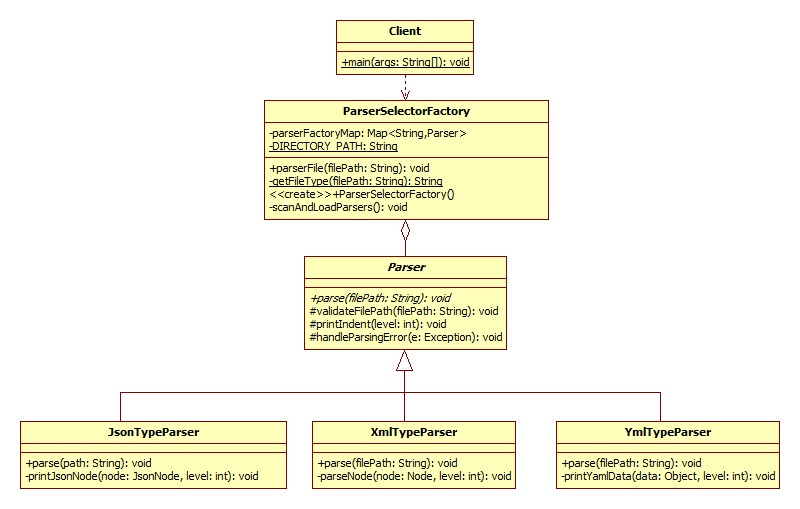 Client
+main(args: String[]): void
ParserSelectorFactory
-parserFactoryMap: Map<String,Parser>
-DIRECTORY_PATH: String
+parserFile(filePath: String): void
-getFileType(filePath: String): String
<<create>>+ParserSelectorFactory()
-scanAndLoadParsers(): void
Parser
+parse(filePath: String): void
#validateFilePath(filePath: String): void
#printIndent(level: int): void
#handleParsingError(e: Exception): void
JsonTypeParser
+parse(path: String): void
-printJsonNode(node: JsonNode, level: int): void
XmlTypeParser
+parse(filePath: String): void
-parseNode(node: Node, level: int): void
YmlTypeParser
+parse(filePath: String): void
-printYamlData(data: Object, level: int): void